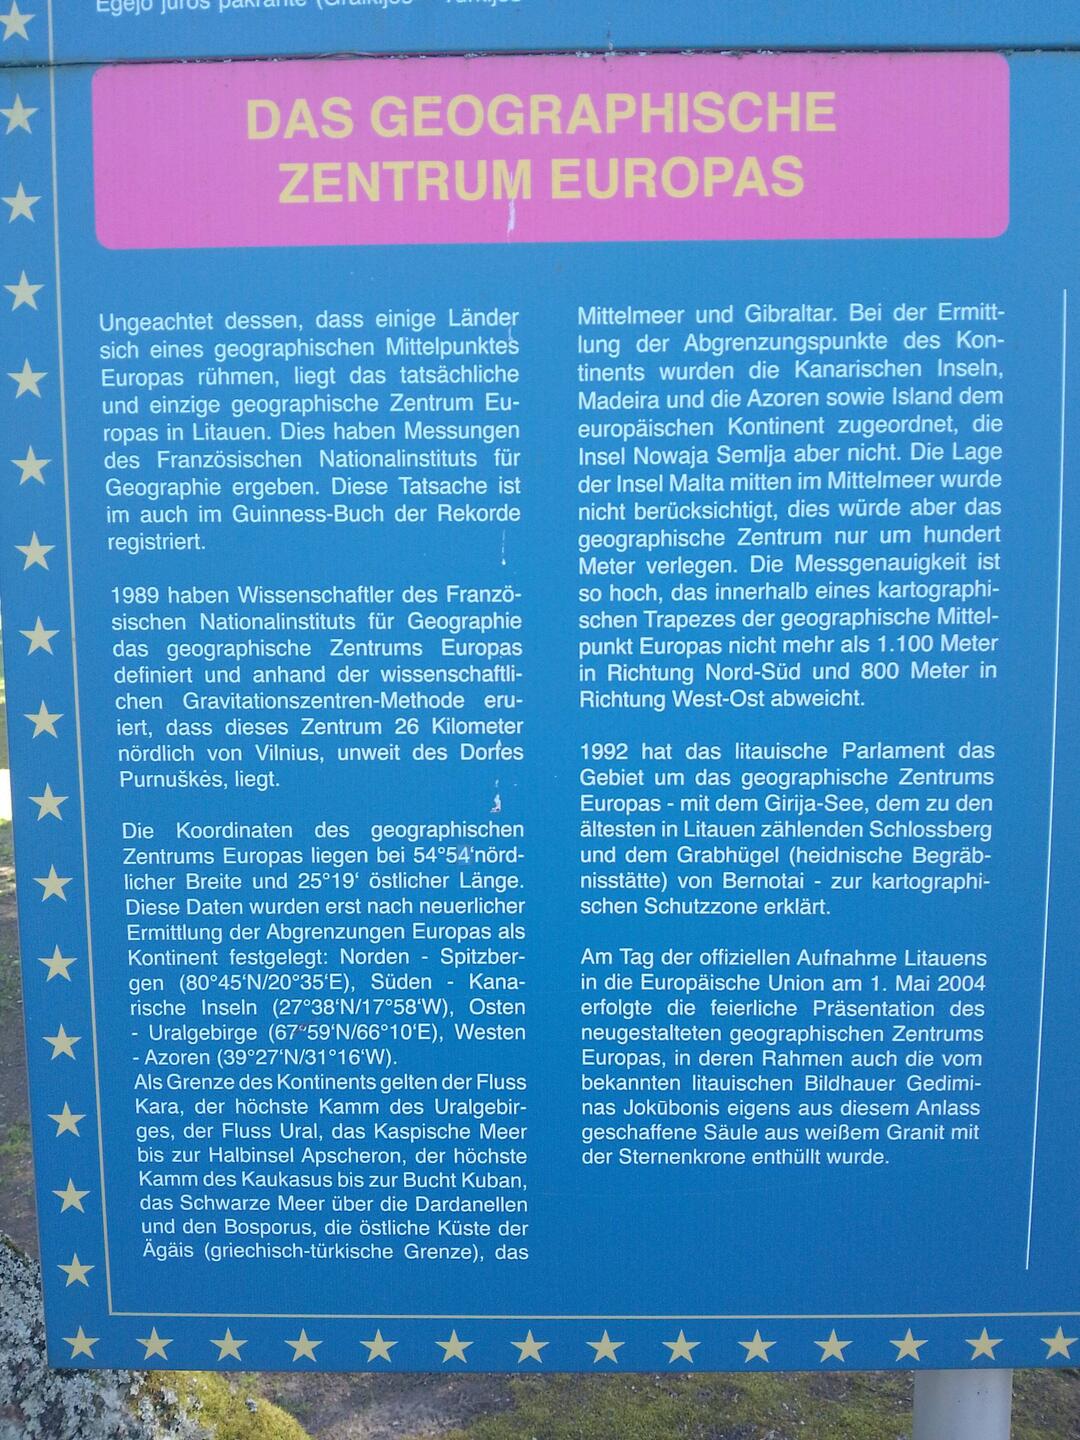 Egėjo jūros pakrantė (Graikijos - Turkijos
DAS GEOGRAPHISCHE
ZENTRUM EUROPAS
Ungeachtet dessen, dass einige Länder
sich eines geographischen Mittelpunktes
Europas rühmen, liegt das tatsächliche
und einzige geographische Zentrum Eu-
ropas in Litauen. Dies haben Messungen
des Französischen Nationalinstituts für
Geographie ergeben. Diese Tatsache ist
im auch im Guinness-Buch der Rekorde
registriert.
1989 haben Wissenschaftler des Franzö-
sischen Nationalinstituts für Geographie
das geographische Zentrums Europas
definiert und anhand der wissenschaftli-
chen Gravitationszentren-Methode eru-
iert, dass dieses Zentrum 26 Kilometer
nördlich von Vilnius, unweit des Dorfes
Purnuškės, liegt.
Die Koordinaten des geographischen
Zentrums Europas liegen bei 54°54‘nörd-
licher Breite und 25°19‘ östlicher Länge.
Diese Daten wurden erst nach neuerlicher
Ermittlung der Abgrenzungen Europas als
Kontinent festgelegt: Norden - Spitzber-
gen (80°45‘N/20°35‘E), Süden - Kana-
rische Inseln (27°38‘N/17°58‘W), Osten
- Uralgebirge (67°59‘N/66°10‘E), Westen
- Azoren (39°27‘N/31°16‘W).
Als Grenze des Kontinents gelten der Fluss
Kara, der höchste Kamm des Uralgebir-
ges, der Fluss Ural, das Kaspische Meer
bis zur Halbinsel Apscheron, der höchste
Kamm des Kaukasus bis zur Bucht Kuban,
das Schwarze Meer über die Dardanellen
und den Bosporus, die östliche Küste der
Ägäis (griechisch-türkische Grenze), das
Mittelmeer und Gibraltar. Bei der Ermitt-
lung der Abgrenzungspunkte des Kon-
tinents wurden die Kanarischen Inseln,
Madeira und die Azoren sowie Island dem
europäischen Kontinent zugeordnet, die
Insel Nowaja Semlja aber nicht. Die Lage
der Insel Malta mitten im Mittelmeer wurde
nicht berücksichtigt, dies würde aber das
geographische Zentrum nur um hundert
Meter verlegen. Die Messgenauigkeit ist
so hoch, das innerhalb eines kartographi-
schen Trapezes der geographische Mittel-
punkt Europas nicht mehr als 1.100 Meter
in Richtung Nord-Süd und 800 Meter in
Richtung West-Ost abweicht.
1992 hat das litauische Parlament das
Gebiet um das geographische Zentrums
Europas - mit dem Girija-See, dem zu den
ältesten in Litauen zählenden Schlossberg
und dem Grabhügel (heidnische Begräb-
nisstätte) von Bernotai - zur kartographi-
schen Schutzzone erklärt.
Am Tag der offiziellen Aufnahme Litauens
in die Europäische Union am 1. Mai 2004
erfolgte die feierliche Präsentation des
neugestalteten geographischen Zentrums
Europas, in deren Rahmen auch die vom
bekannten litauischen Bildhauer Gedimi-
nas Jokūbonis eigens aus diesem Anlass
geschaffene Säule aus weißem Granit mit
der Sternenkrone enthüllt wurde.